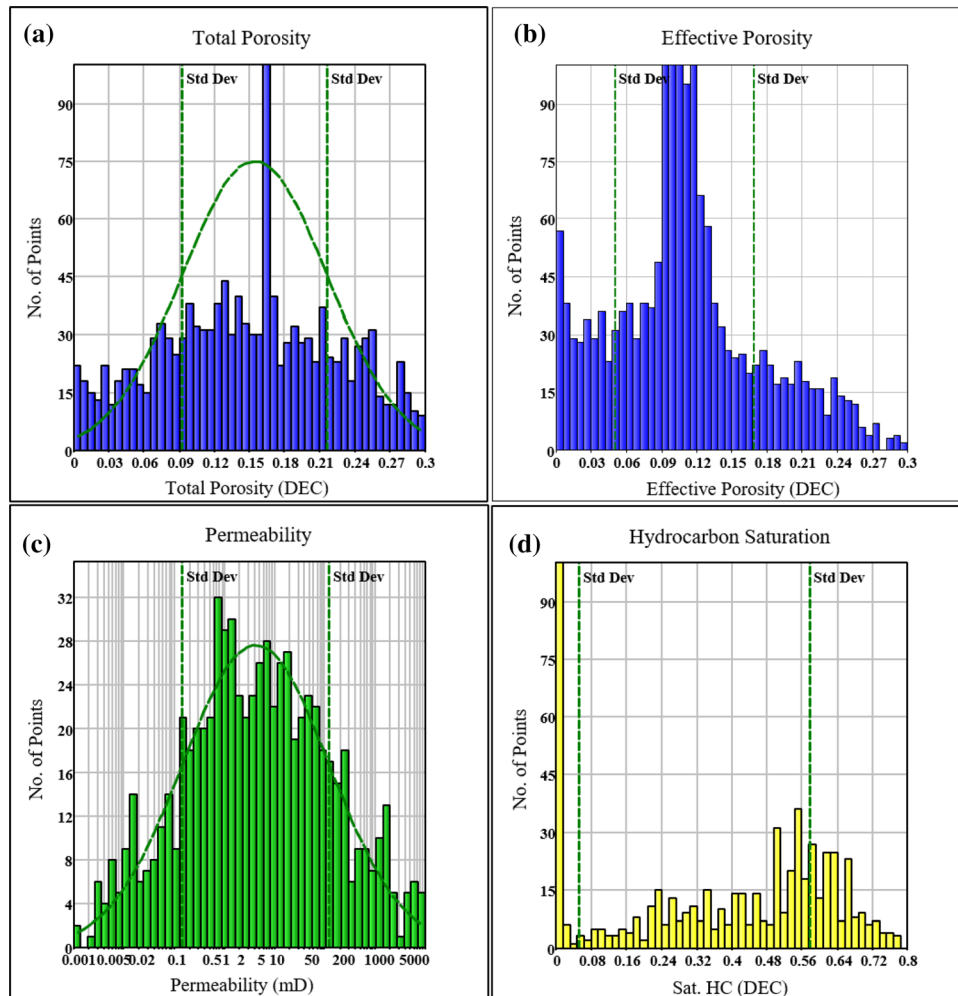 (a)
Total Porosity
Std Dev Std Dev
90
75
60
45
30
15
0
No. of Points
0 0.03 0.06 0.09 0.12 0.15 0.18 0.21 0.24 0.27 0.3
Total Porosity (DEC)
(b)
Effective Porosity
Std Dev Std Dev
90
75
60
45
30
15
0
No. of Points
0 0.03 0.06 0.09 0.12 0.15 0.18 0.21 0.24 0.27 0.3
Effective Porosity (DEC)
(c)
Permeability
Std Dev Std Dev
32
28
24
20
16
12
8
4
0
No. of Points
0.001 0.005 0.02 0.1 0.5 1 2 5 10 50 200 1000 5000
Permeability (mD)
(d)
Hydrocarbon Saturation
Std Dev Std Dev
90
75
60
45
30
15
0
No. of Points
0 0.08 0.16 0.24 0.32 0.4 0.48 0.56 0.64 0.72 0.8
Sat. HC (DEC)